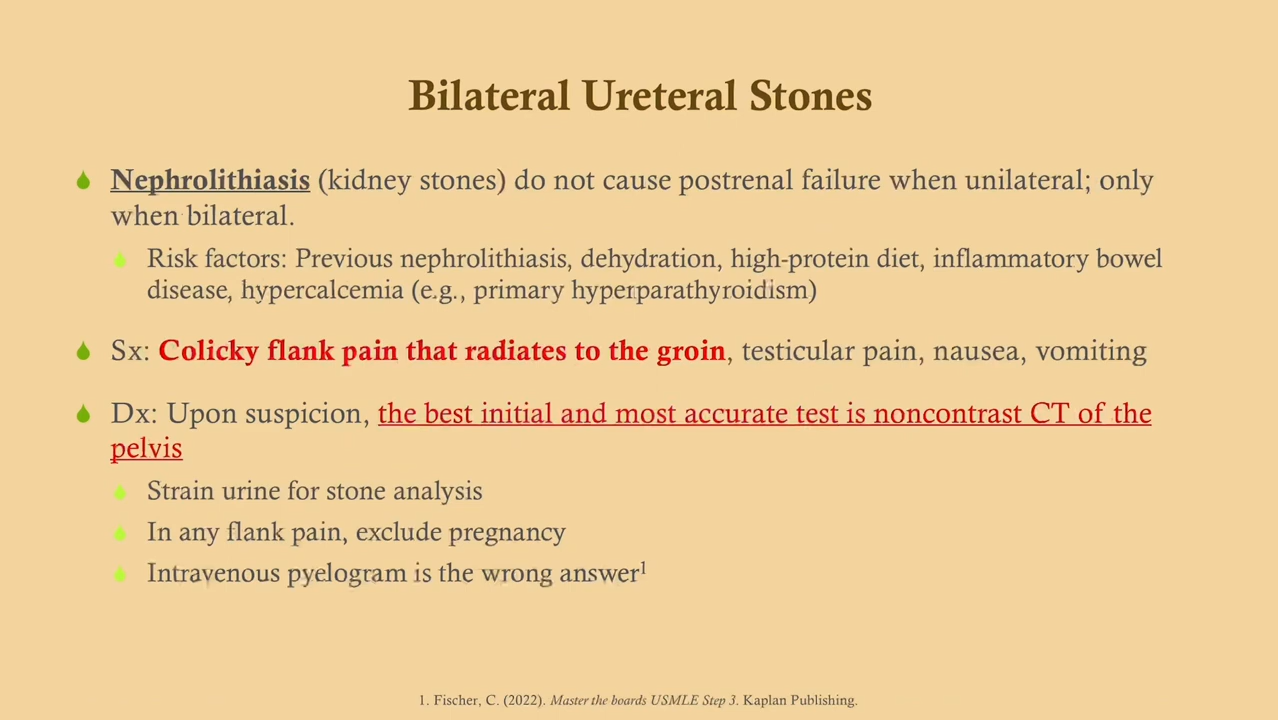 Bilateral Ureteral Stones
Nephrolithiasis (kidney stones) do not cause postrenal failure when unilateral; only
when bilateral.
Risk factors: Previous nephrolithiasis, dehydration, high-protein diet, inflammatory bowel
disease, hypercalcemia (e.g., primary hyperparathyroidism)
Sx: Colicky flank pain that radiates to the groin, testicular pain, nausea, vomiting
Dx: Upon suspicion, the best initial and most accurate test is noncontrast CT of the
pelvis
Strain urine for stone analysis
In any flank pain, exclude pregnancy
Intravenous pyelogram is the wrong answer¹
1. Fischer, C. (2022). Master the boards USMLE Step 3. Kaplan Publishing.